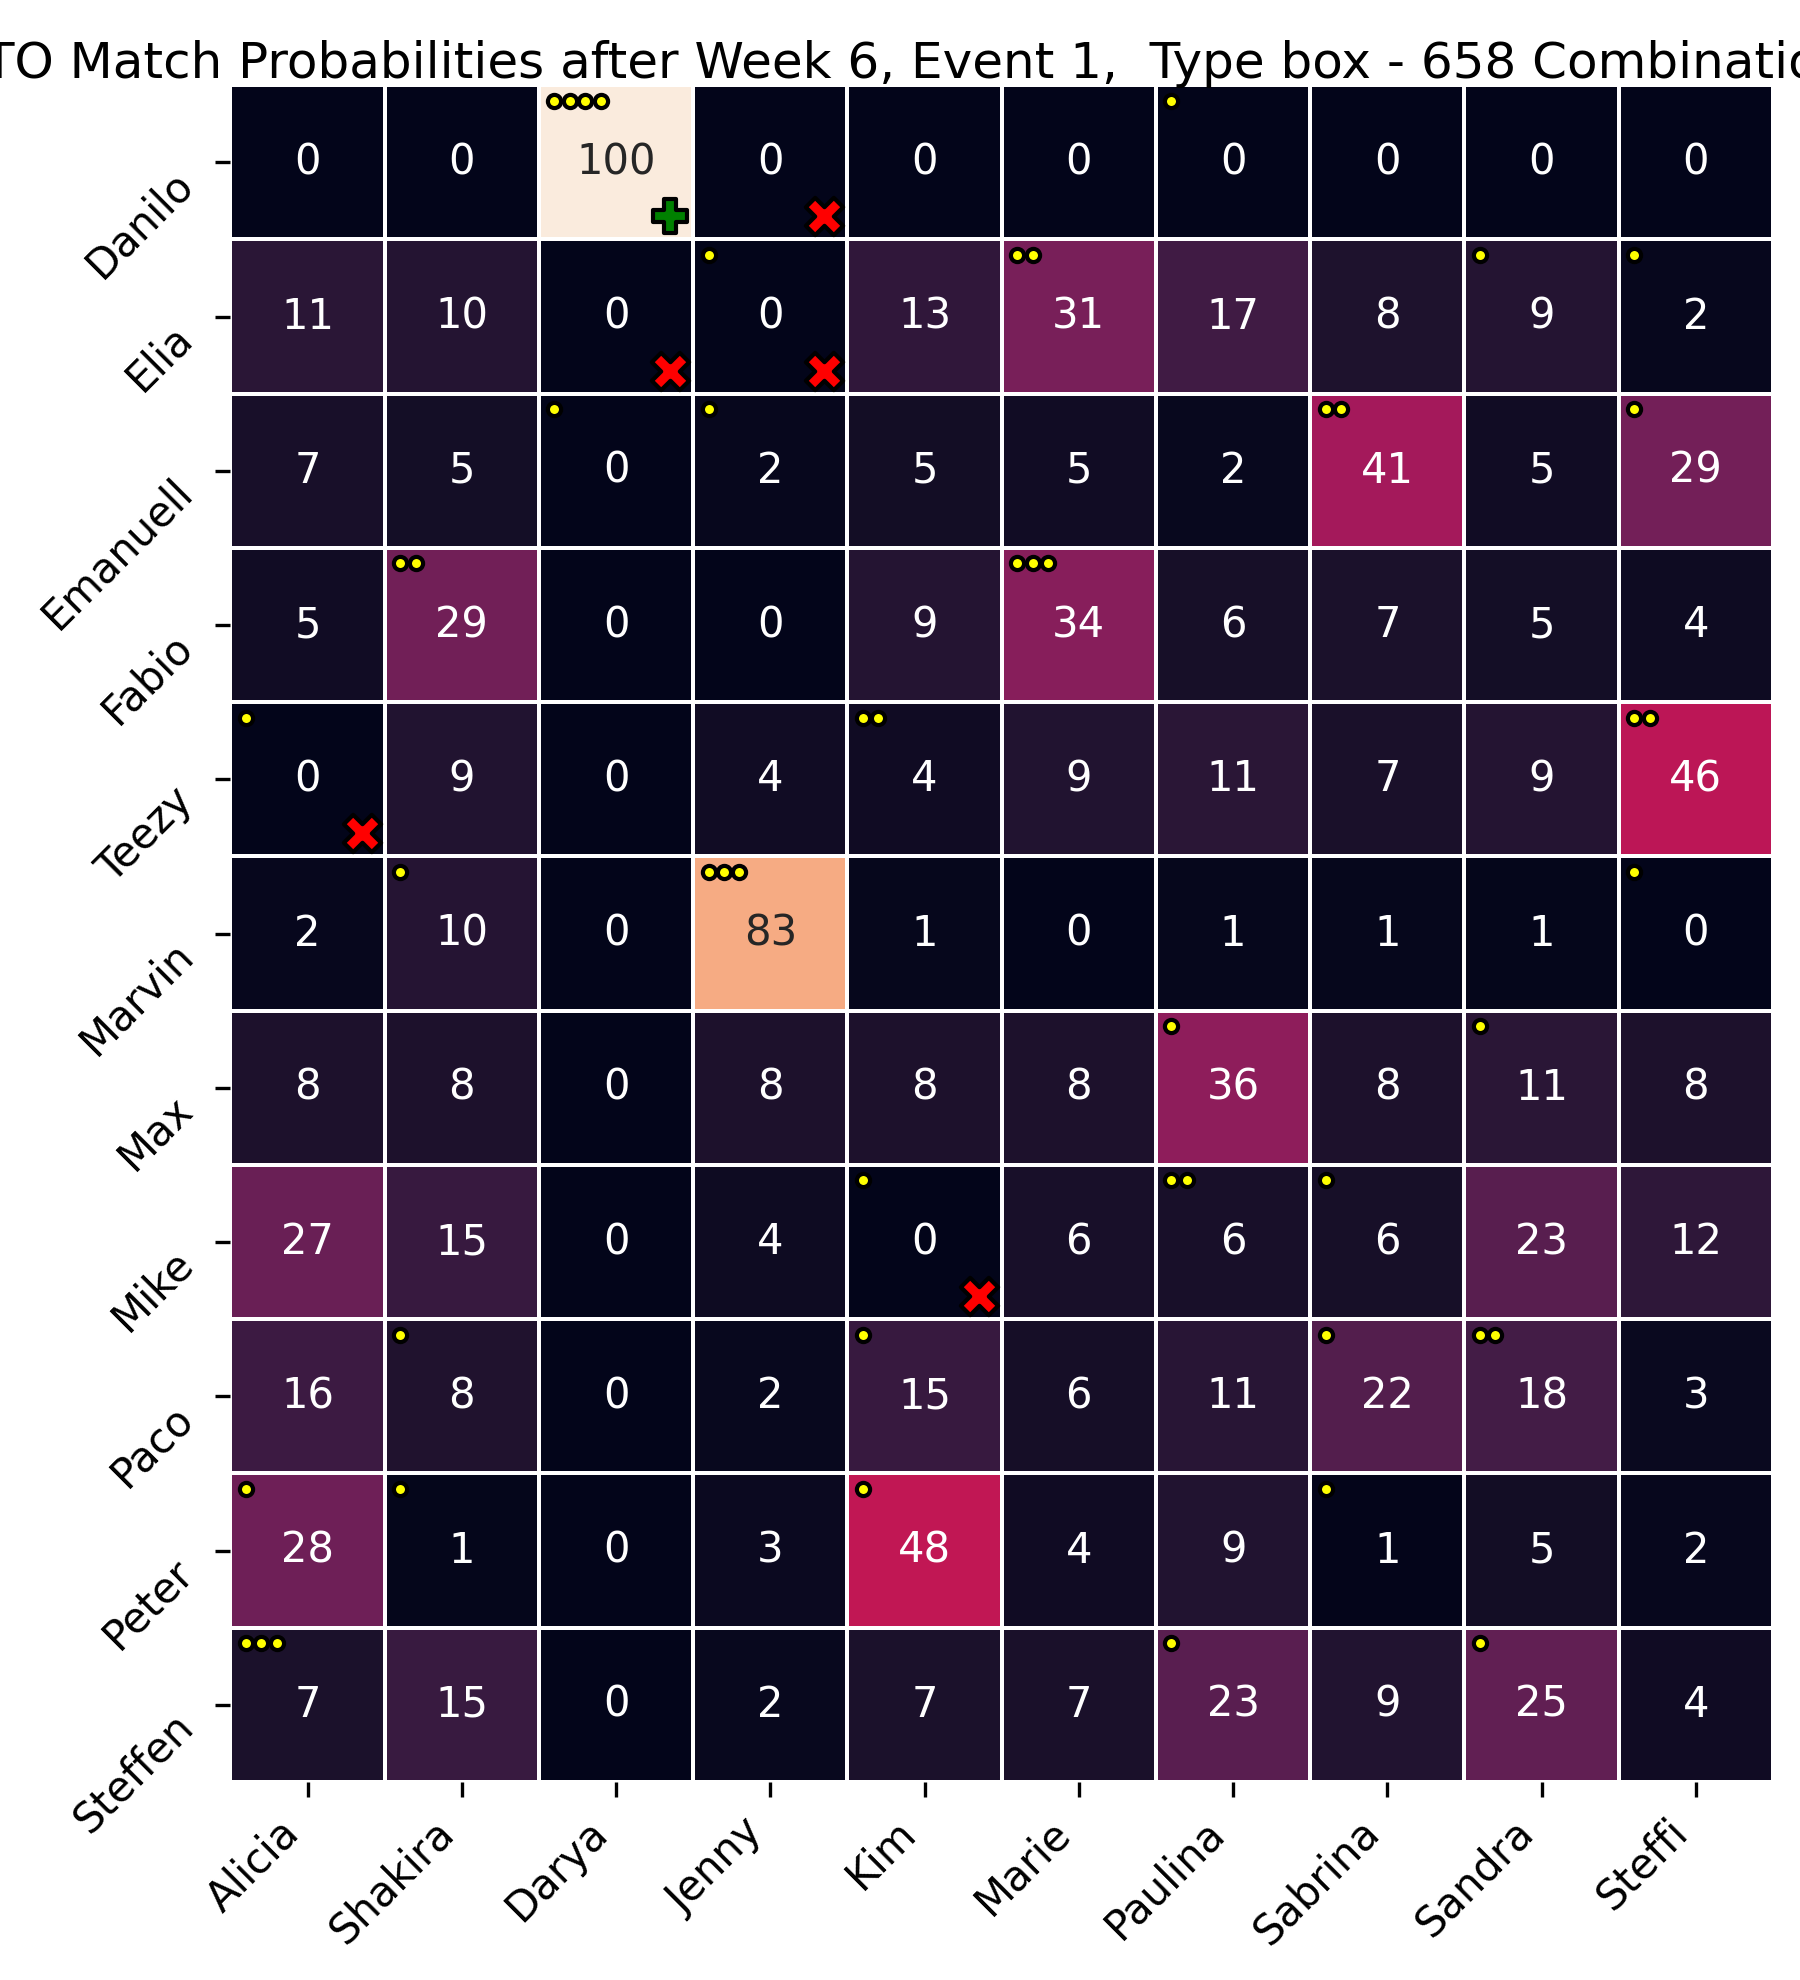 TO Match Probabilities after Week 6, Event 1, Type box - 658 Combinatio
Danilo 0 0 100 0 0 0 0 0 0 0
Elia 11 10 0 0 13 31 17 8 9 2
Emanuell 7 5 0 2 5 5 2 41 5 29
Fabio 5 29 0 0 9 34 6 7 5 4
Teezy 0 9 0 4 4 9 11 7 9 46
Marvin 2 10 0 83 1 0 1 1 1 0
Max 8 8 0 8 8 8 36 8 11 8
Mike 27 15 0 4 0 6 6 6 23 12
Paco 16 8 0 2 15 6 11 22 18 3
Peter 28 1 0 3 48 4 9 1 5 2
Steffen 7 15 0 2 7 7 23 9 25 4
Alicia Shakira Darya Jenny Kim Marie Paulina Sabrina Sandra Steffi